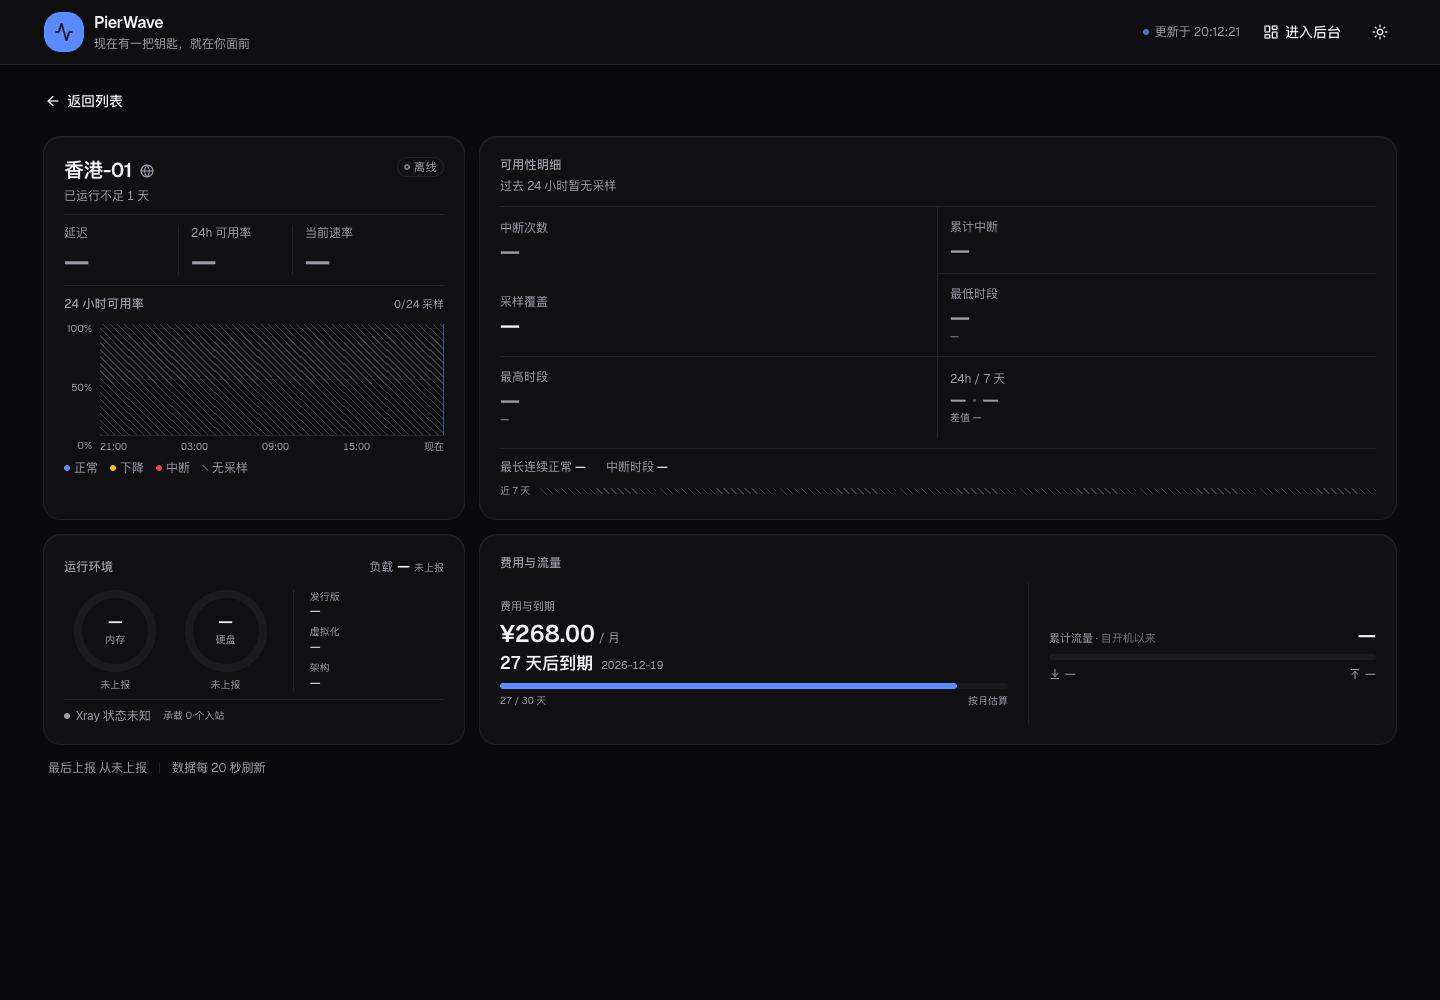 PierWave
现在有一把钥匙，就在你面前
更新于 20:12:21
进入后台
返回列表
香港-01
离线
已运行不足 1 天
延迟
24h 可用率
当前速率
—
—
—
24 小时可用率
0/24 采样
100%
50%
0%
21:00
03:00
09:00
15:00
现在
正常
下降
中断
无采样
可用性明细
过去 24 小时暂无采样
中断次数
—
累计中断
—
采样覆盖
—
最低时段
—
—
最高时段
—
—
24h / 7 天
— · —
差值 —
最长连续正常 —
中断时段 —
近 7 天
运行环境
负载 — 未上报
—
内存
未上报
—
硬盘
未上报
发行版
—
虚拟化
—
架构
—
Xray 状态未知
承载 0 个入站
费用与流量
费用与到期
¥268.00 / 月
27 天后到期 2026-12-19
27 / 30 天
按月估算
累计流量 · 自开机以来
—
—
—
最后上报 从未上报
数据每 20 秒刷新